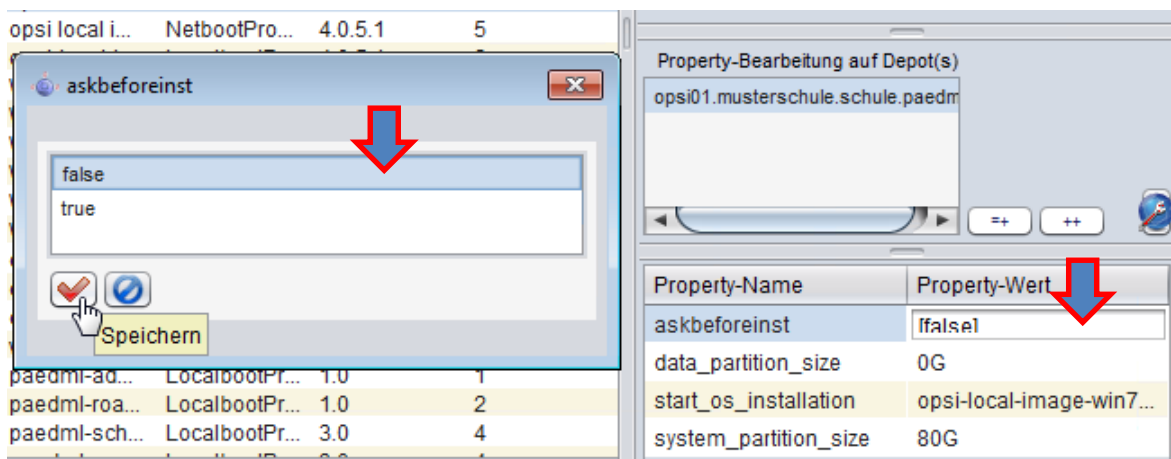 opsi local i... NetbootPro... 4.0.5.1 5
askbeforeinst
false
true
Speichern
paedml-ad... LocalbootPr... 1.0 1
paedml-roa... LocalbootPr... 1.0 2
paedml-sch... LocalbootPr... 3.0 4
Property-Bearbeitung auf Depot(s)
opsi01.musterschule.schule.paedm
=+ ++
Property-Name Property-Wert
askbeforeinst [false]
data_partition_size 0G
start_os_installation opsi-local-image-win7...
system_partition_size 80G